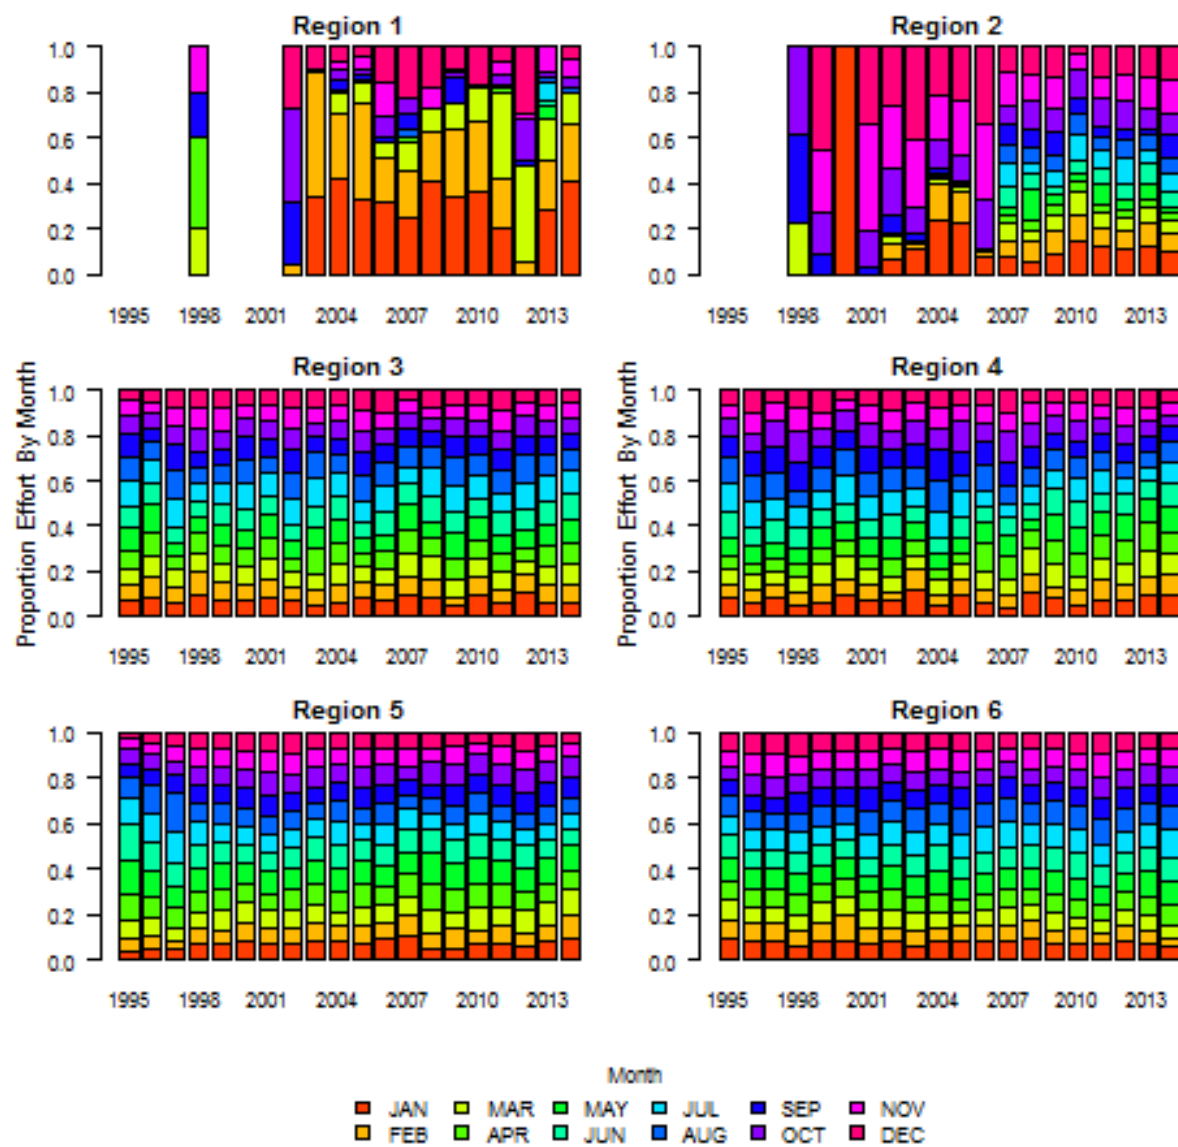 Region 1
1.0
0.8
0.6
0.4
0.2
0.0
1995 1998 2001 2004 2007 2010 2013
Region 2
1.0
0.8
0.6
0.4
0.2
0.0
1995 1998 2001 2004 2007 2010 2013
Proportion Effort By Month
Region 3
1.0
0.8
0.6
0.4
0.2
0.0
1995 1998 2001 2004 2007 2010 2013
Proportion Effort By Month
Region 4
1.0
0.8
0.6
0.4
0.2
0.0
1995 1998 2001 2004 2007 2010 2013
Region 5
1.0
0.8
0.6
0.4
0.2
0.0
1995 1998 2001 2004 2007 2010 2013
Region 6
1.0
0.8
0.6
0.4
0.2
0.0
1995 1998 2001 2004 2007 2010 2013
Month
JAN MAR MAY JUL SEP NOV
FEB APR JUN AUG OCT DEC